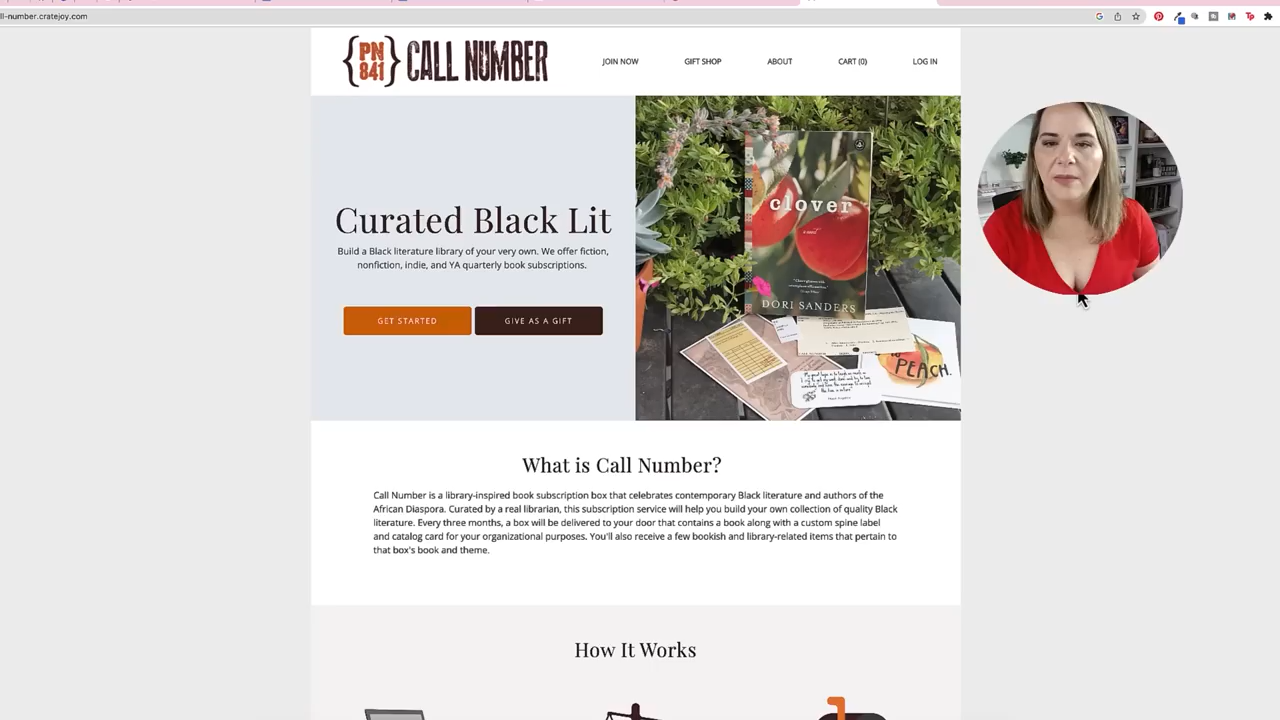 ll-number.cratejoy.com
{PN 841} CALL NUMBER
JOIN NOW
GIFT SHOP
ABOUT
CART (0)
LOG IN
Curated Black Lit
Build a Black literature library of your very own. We offer fiction,
nonfiction, indie, and YA quarterly book subscriptions.
GET STARTED
GIVE AS A GIFT
clover
a novel
DORI SANDERS
PEACH.
What is Call Number?
Call Number is a library-inspired book subscription box that celebrates contemporary Black literature and authors of the
African Diaspora. Curated by a real librarian, this subscription service will help you build your own collection of quality Black
literature. Every three months, a box will be delivered to your door that contains a book along with a custom spine label
and catalog card for your organizational purposes. You'll also receive a few bookish and library-related items that pertain to
that box's book and theme.
How It Works